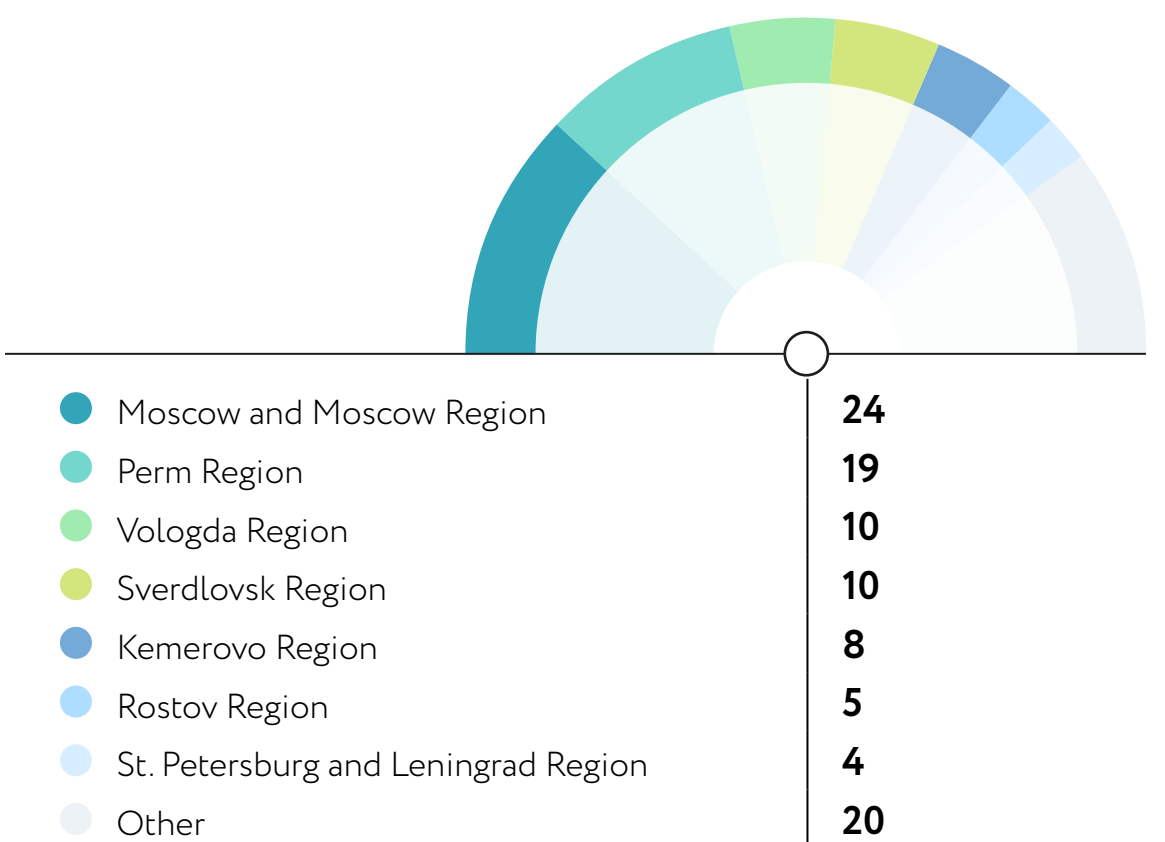 Moscow and Moscow Region 24
Perm Region 19
Vologda Region 10
Sverdlovsk Region 10
Kemerovo Region 8
Rostov Region 5
St. Petersburg and Leningrad Region 4
Other 20